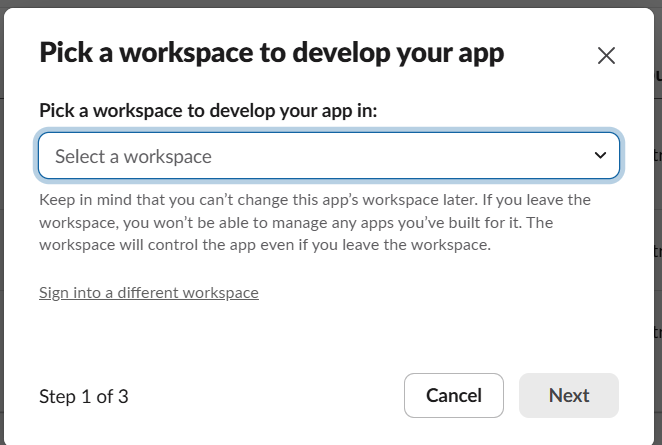 Pick a workspace to develop your app
Pick a workspace to develop your app in:
Select a workspace
Keep in mind that you can’t change this app’s workspace later. If you leave the
workspace, you won’t be able to manage any apps you’ve built for it. The
workspace will control the app even if you leave the workspace.
Sign into a different workspace
Step 1 of 3
Cancel
Next